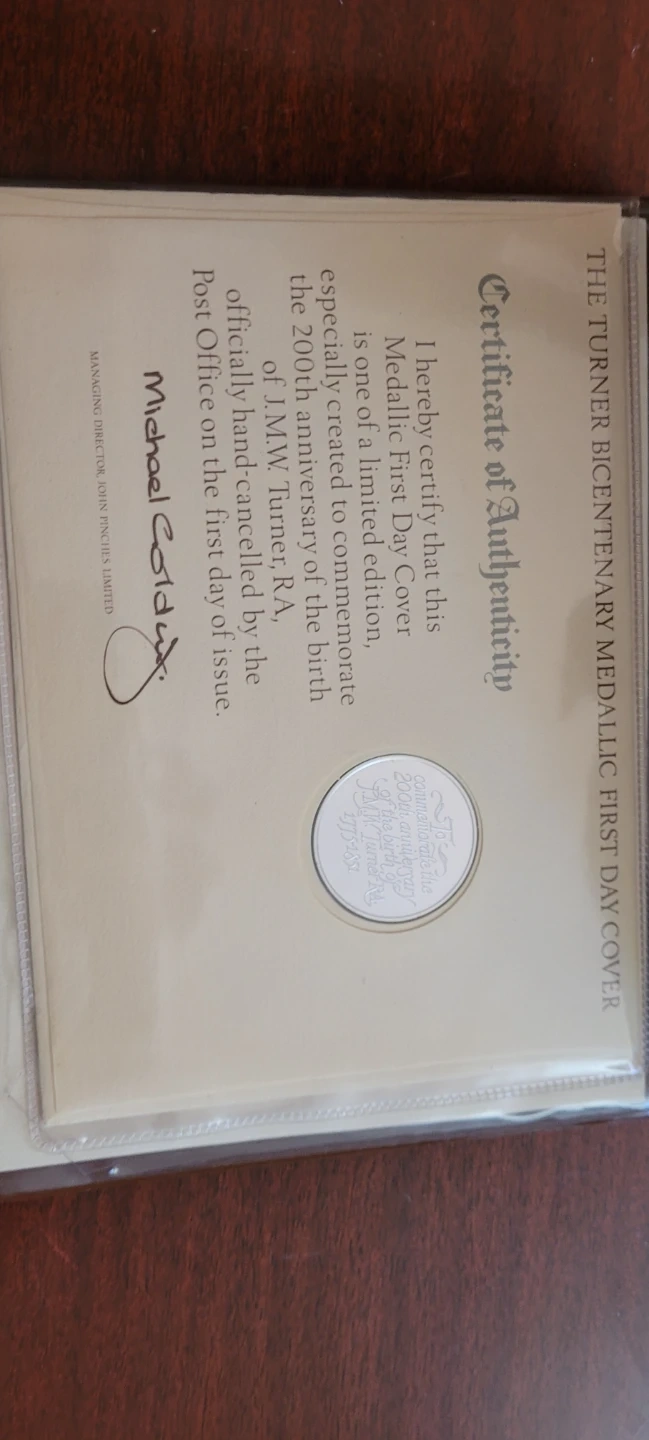 THE TURNER BICENTENARY MEDALLIC FIRST DAY COVER
Certificate of Authenticity
I hereby certify that this
Medallic First Day Cover
is one of a limited edition,
especially created to commemorate
the 200th anniversary of the birth
of J.M.W. Turner, RA,
officially hand-cancelled by the
Post Office on the first day of issue.
Michael
MANAGING DIRECTOR, JOHN PINCHES LIMITED
To
commemorate the
200th anniversary
of the birth of
J.M.W. Turner RA.
1775-1851